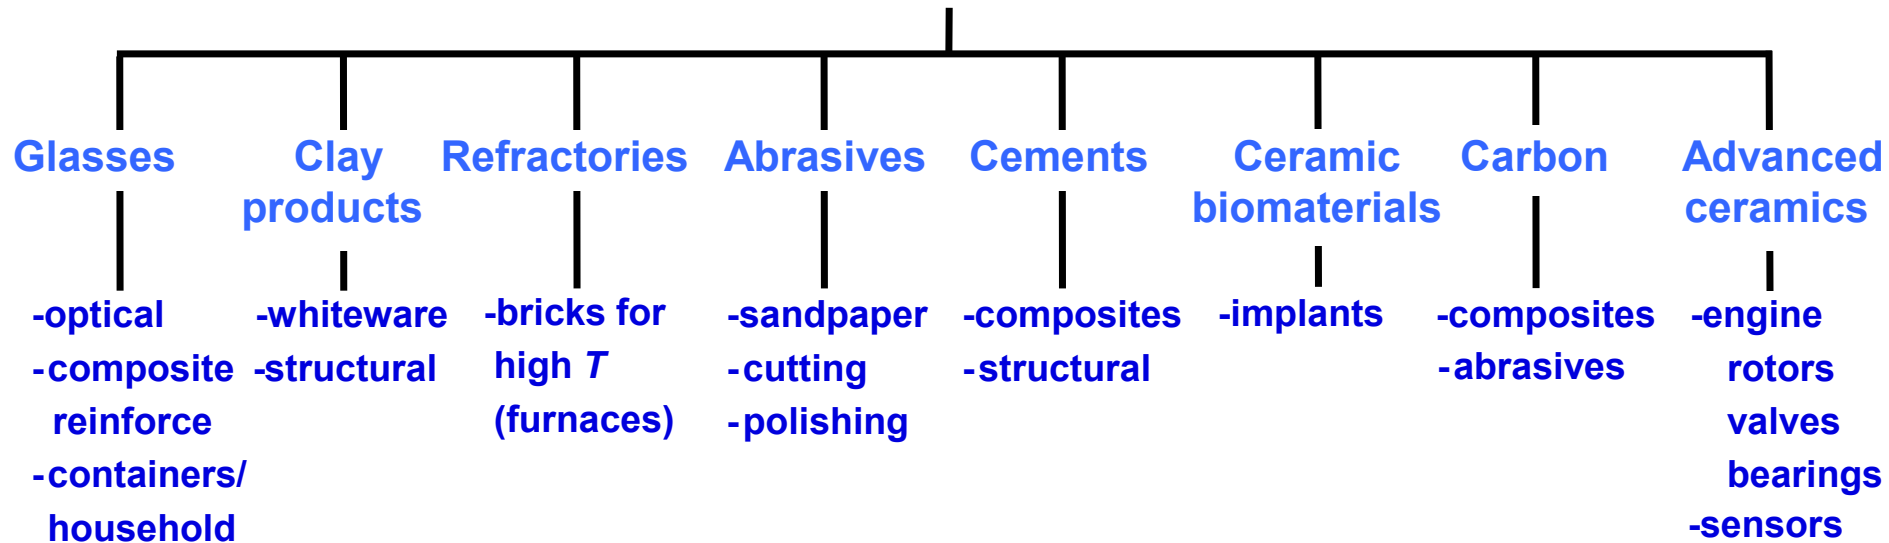 Glasses
Clay
products
Refractories
Abrasives
Cements
Ceramic
biomaterials
Carbon
Advanced
ceramics
-optical
-composite
reinforce
-containers/
household
-whiteware
-structural
-bricks for
high T
(furnaces)
-sandpaper
-cutting
-polishing
-composites
-structural
-implants
-composites
-abrasives
-engine
rotors
valves
bearings
-sensors